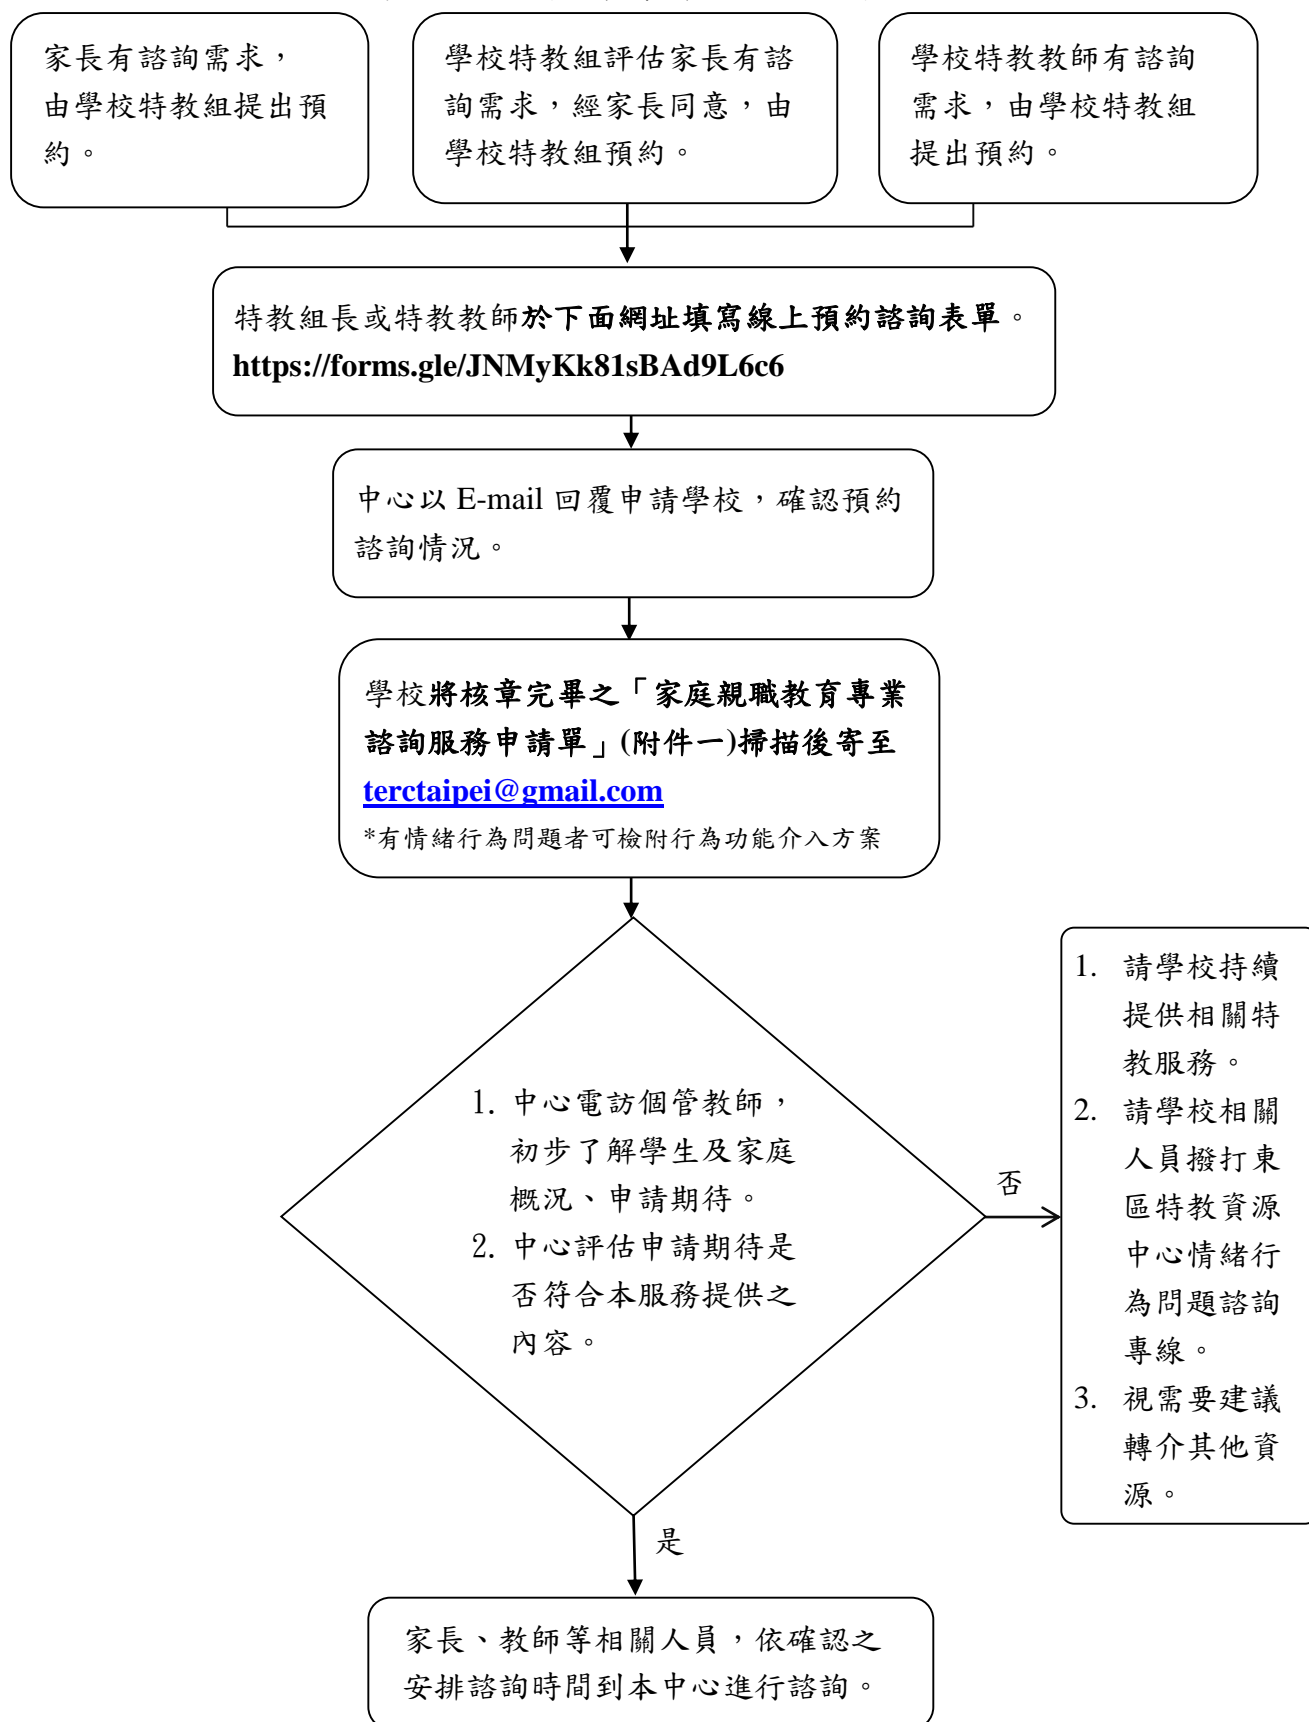 家長有諮詢需求，
由學校特教組提出預
約。
學校特教組評估家長有諮
詢需求，經家長同意，由
學校特教組預約。
學校特教教師有諮詢
需求，由學校特教組
提出預約。
特教組長或特教教師於下面網址填寫線上預約諮詢表單。
https://forms.gle/JNMyKk81sBAd9L6c6
中心以 E-mail 回覆申請學校，確認預約
諮詢情況。
學校將核章完畢之「家庭親職教育專業
諮詢服務申請單」(附件一)掃描後寄至
terctaipei@gmail.com
*有情緒行為問題者可檢附行為功能介入方案
1. 中心電訪個管教師，
初步了解學生及家庭
概況、申請期待。
2. 中心評估申請期待是
否符合本服務提供之
內容。
否
1. 請學校持續
提供相關特
教服務。
2. 請學校相關
人員撥打東
區特教資源
中心情緒行
為問題諮詢
專線。
3. 視需要建議
轉介其他資
源。
是
家長、教師等相關人員，依確認之
安排諮詢時間到本中心進行諮詢。